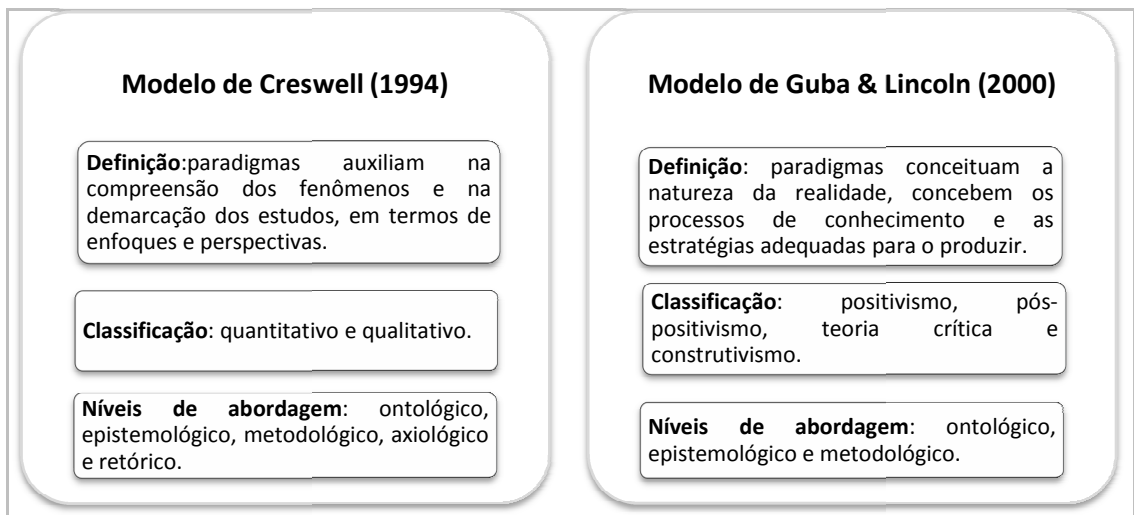 Modelo de Creswell (1994)
Definição:paradigmas auxiliam na
compreensão dos fenômenos e na
demarcação dos estudos, em termos de
enfoques e perspectivas.
Classificação: quantitativo e qualitativo.
Níveis de abordagem: ontológico,
epistemológico, metodológico, axiológico
e retórico.
Modelo de Guba & Lincoln (2000)
Definição: paradigmas conceituam a
natureza da realidade, concebem os
processos de conhecimento e as
estratégias adequadas para o produzir.
Classificação: positivismo, pós-
positivismo, teoria crítica e
construtivismo.
Níveis de abordagem: ontológico,
epistemológico e metodológico.